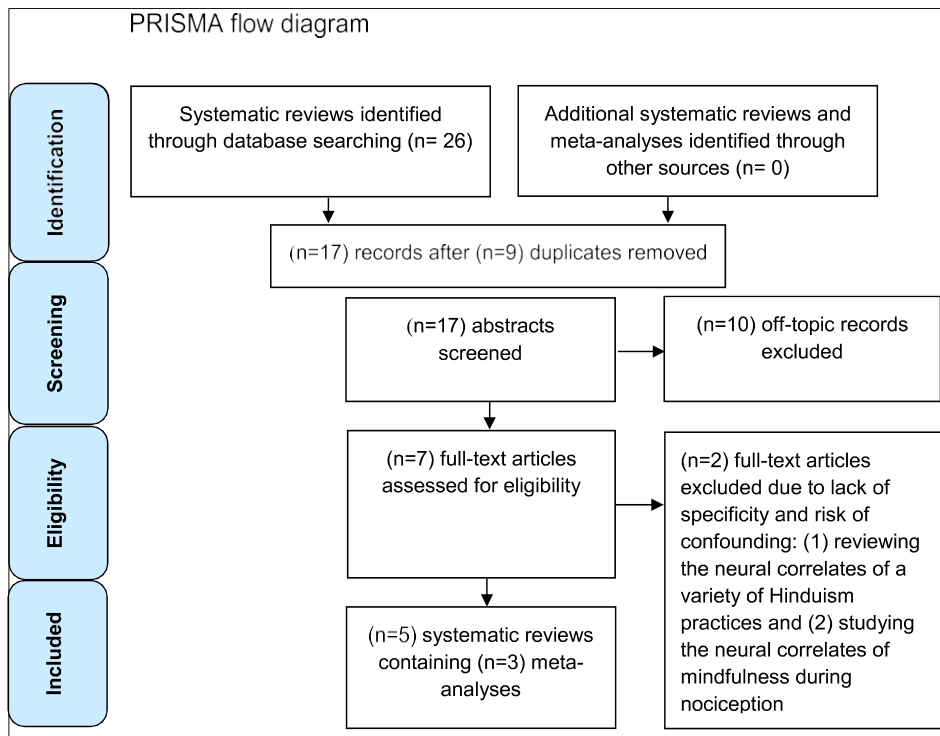 PRISMA flow diagram
Identification
Systematic reviews identified
through database searching (n= 26)
Additional systematic reviews and
meta-analyses identified through
other sources (n= 0)
(n=17) records after (n=9) duplicates removed
Screening
(n=17) abstracts
screened
(n=10) off-topic records
excluded
Eligibility
(n=7) full-text articles
assessed for eligibility
(n=2) full-text articles
excluded due to lack of
specificity and risk of
confounding: (1) reviewing
the neural correlates of a
variety of Hinduism
practices and (2) studying
the neural correlates of
mindfulness during
nociception
Included
(n=5) systematic reviews
containing (n=3) meta-
analyses